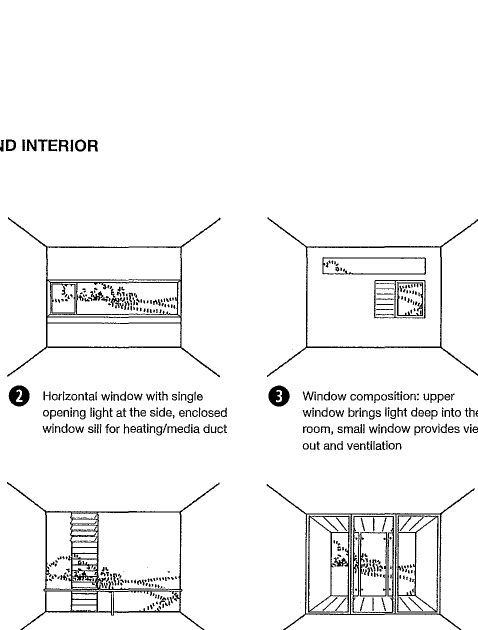 ND INTERIOR
2 Horizontal window with single
opening light at the side, enclosed
window sill for heating/media duct
3 Window composition: upper
window brings light deep into the
room, small window provides vie
out and ventilation